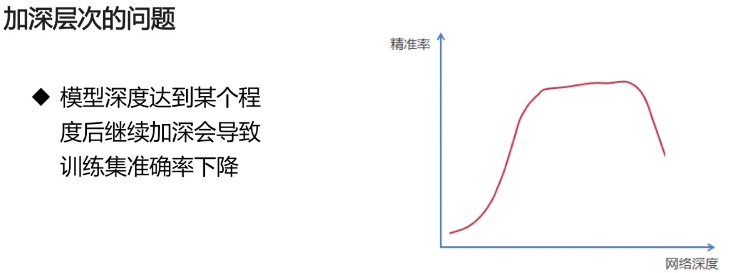 加深层次的问题
◆ 模型深度达到某个程
度后继续加深会导致
训练集准确率下降
精准率
网络深度